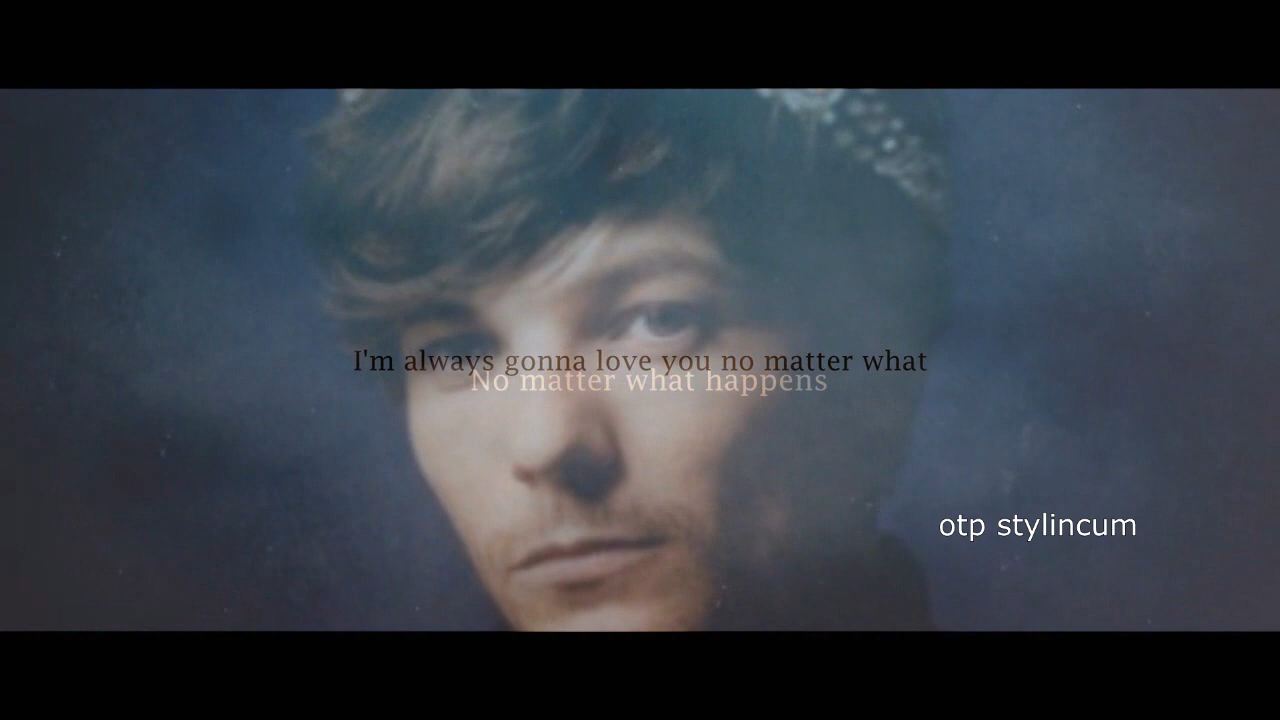 I'm always gonna love you no matter what
No matter what happens
otp stylincum